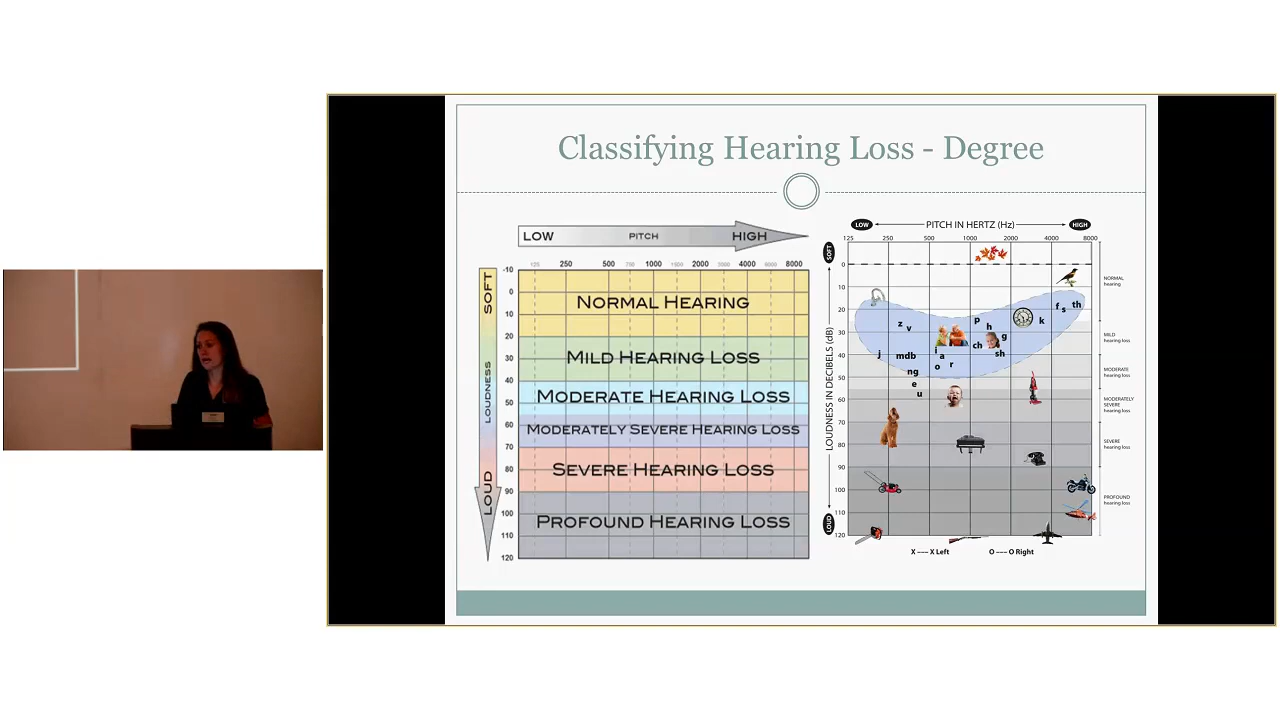 Classifying Hearing Loss - Degree
LOW PITCH HIGH
125 250 500 750 1000 1500 2000 3000 4000 6000 8000
SOFT
LOUDNESS
LOUD
-10
0
10
20
30
40
50
60
70
80
90
100
110
120
NORMAL HEARING
MILD HEARING LOSS
MODERATE HEARING LOSS
MODERATELY SEVERE HEARING LOSS
SEVERE HEARING LOSS
PROFOUND HEARING LOSS
LOW PITCH IN HERTZ (Hz) HIGH
125 250 500 1000 2000 4000 8000
SOFT
LOUDNESS IN DECIBELS (dB)
LOUD
0
10
20
30
40
50
60
70
80
90
100
110
120
f s th
z v p h k
g
j mdb i a ch sh
ng o r
e
u
NORMAL
hearing
MILD
hearing loss
MODERATE
hearing loss
MODERATELY
SEVERE
hearing loss
SEVERE
hearing loss
PROFOUND
hearing loss
X --- X Left O --- O Right